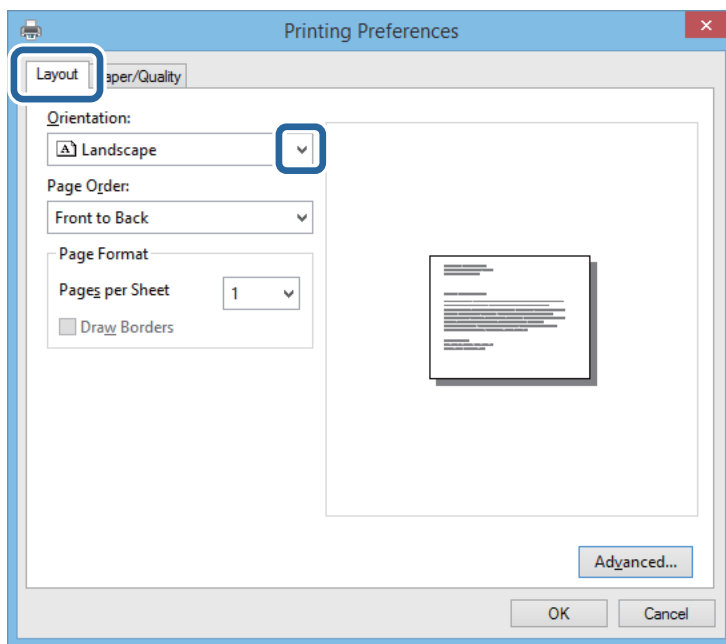 Printing Preferences
Layout
aper/Quality
Orientation:
Landscape
Page Order:
Front to Back
Page Format
Pages per Sheet
1
Draw Borders
Advanced...
OK
Cancel